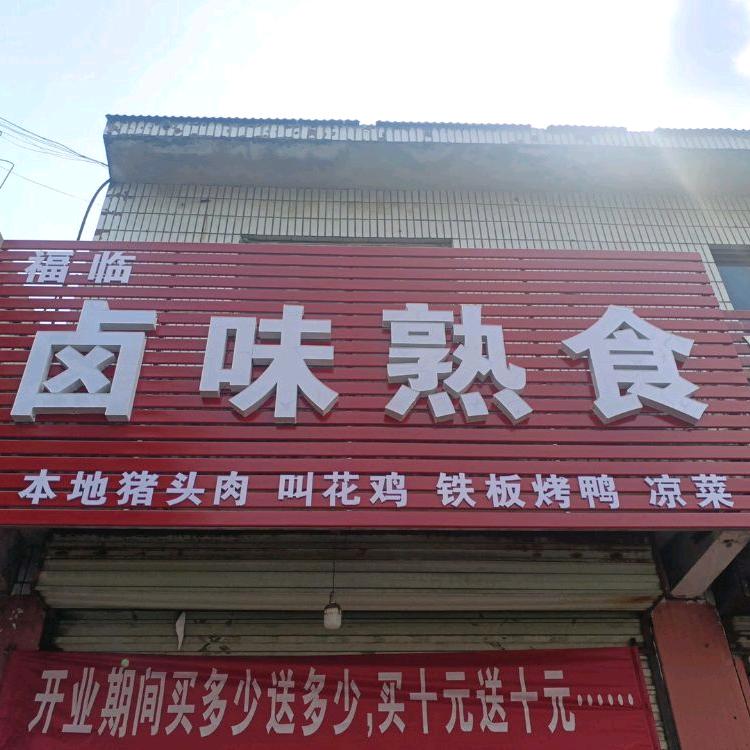 福临
卤味熟食
本地猪头肉 叫花鸡 铁板烤鸭 凉菜
开业期间买多少送多少,买十元送十元……